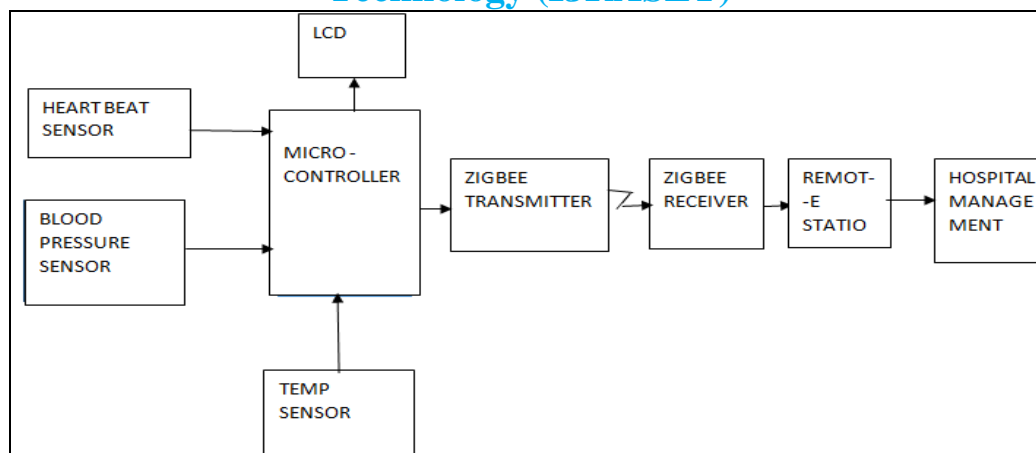 LCD
HEART BEAT
SENSOR
MICRO -
CONTROLLER
BLOOD
PRESSURE
SENSOR
ZIGBEE
TRANSMITTER
ZIGBEE
RECEIVER
REMOT-
-E
STATIO
HOSPITAL
MANAGE
MENT
TEMP
SENSOR